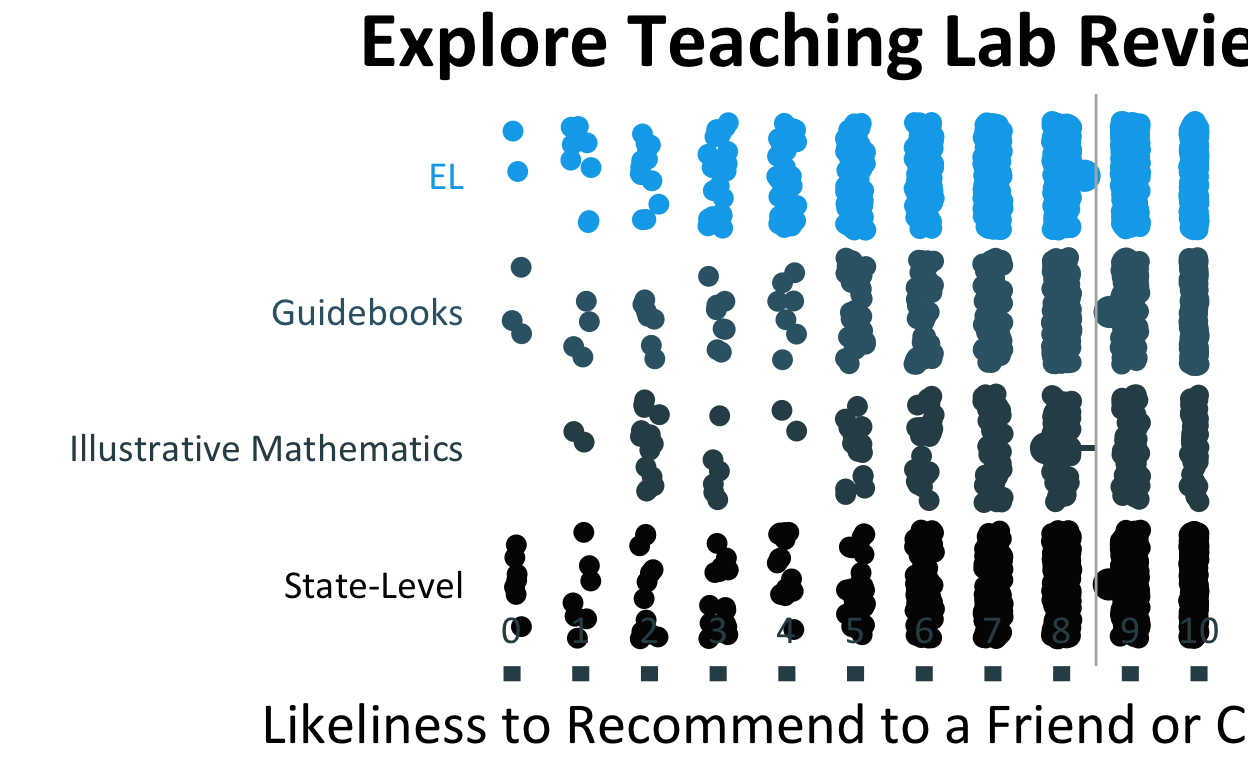 Explore Teaching Lab Revie
EL
Guidebooks
Illustrative Mathematics
State-Level
0 1 2 3 4 5 6 7 8 9 10
Likeliness to Recommend to a Friend or C